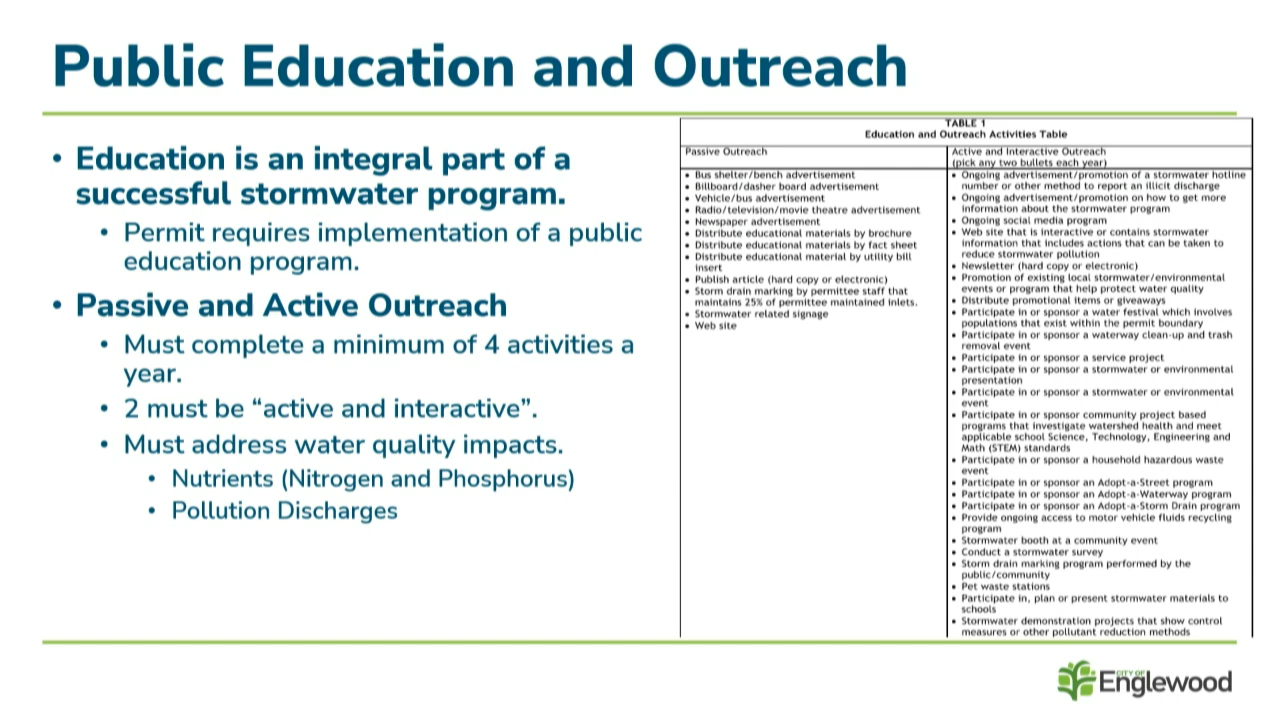 Public Education and Outreach
• Education is an integral part of a
successful stormwater program.
• Permit requires implementation of a public
education program.
• Passive and Active Outreach
• Must complete a minimum of 4 activities a
year.
• 2 must be “active and interactive”.
• Must address water quality impacts.
• Nutrients (Nitrogen and Phosphorus)
• Pollution Discharges
TABLE 1
Education and Outreach Activities Table
Passive Outreach
• Bus shelter/bench advertisement
• Billboard/dasher board advertisement
• Vehicle/bus advertisement
• Radio/television/movie theatre advertisement
• Newspaper advertisement
• Distribute educational materials by brochure
• Distribute educational materials by fact sheet
• Distribute educational material by utility bill
insert
• Publish article (hard copy or electronic)
• Storm drain marking by permittee staff that
maintains 25% of permittee maintained inlets.
• Stormwater related signage
• Web site
Active and Interactive Outreach
(pick any two bullets each year)
• Ongoing advertisement/promotion of a stormwater hotline
number or other method to report an illicit discharge
• Ongoing advertisement/promotion on how to get more
information about the stormwater program
• Ongoing social media program
• Web site that is interactive or contains stormwater
information that includes actions that can be taken to
reduce stormwater pollution
• Newsletter (hard copy or electronic)
• Promotion of existing local stormwater/environmental
events or program that help protect water quality
• Distribute promotional items or giveaways
• Participate in or sponsor a water festival which involves
populations that exist within the permit boundary
• Participate in or sponsor a waterway clean-up and trash
removal event
• Participate in or sponsor a service project
• Participate in or sponsor a stormwater or environmental
presentation
• Participate in or sponsor a stormwater or environmental
event
• Participate in or sponsor community project based
programs that investigate watershed health and meet
applicable school Science, Technology, Engineering and
Math (STEM) standards
• Participate in or sponsor a household hazardous waste
event
• Participate in or sponsor an Adopt-a-Street program
• Participate in or sponsor an Adopt-a-Waterway program
• Participate in or sponsor an Adopt-a-Storm Drain program
• Provide ongoing access to motor vehicle fluids recycling
program
• Stormwater booth at a community event
• Conduct a stormwater survey
• Storm drain marking program performed by the
public/community
• Pet waste stations
• Participate in, plan or present stormwater materials to
schools
• Stormwater demonstration projects that show control
measures or other pollutant reduction methods
CITY OF
Englewood